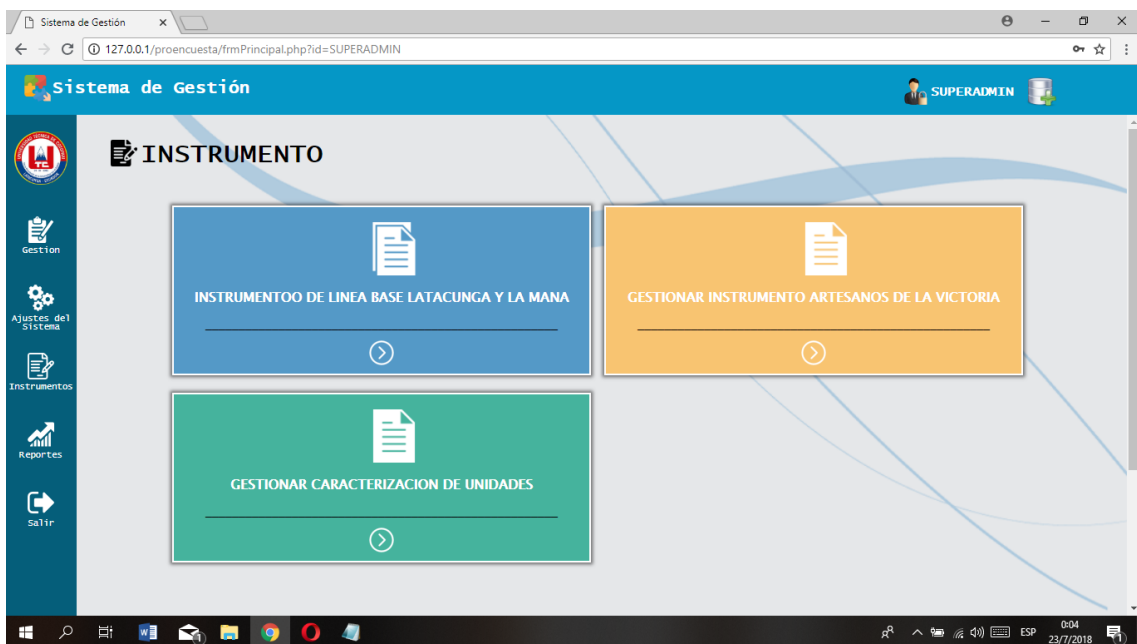 Sistema de Gestión
127.0.0.1/proencuesta/frmPrincipal.php?id=SUPERADMIN
Sistema de Gestión
SUPERADMIN
INSTRUMENTO
Gestion
Ajustes del
Sistema
Instrumentos
Reportes
Salir
INSTRUMENTOO DE LINEA BASE LATACUNGA Y LA MANA
GESTIONAR INSTRUMENTO ARTESANOS DE LA VICTORIA
GESTIONAR CARACTERIZACION DE UNIDADES
ESP
0:04
23/7/2018